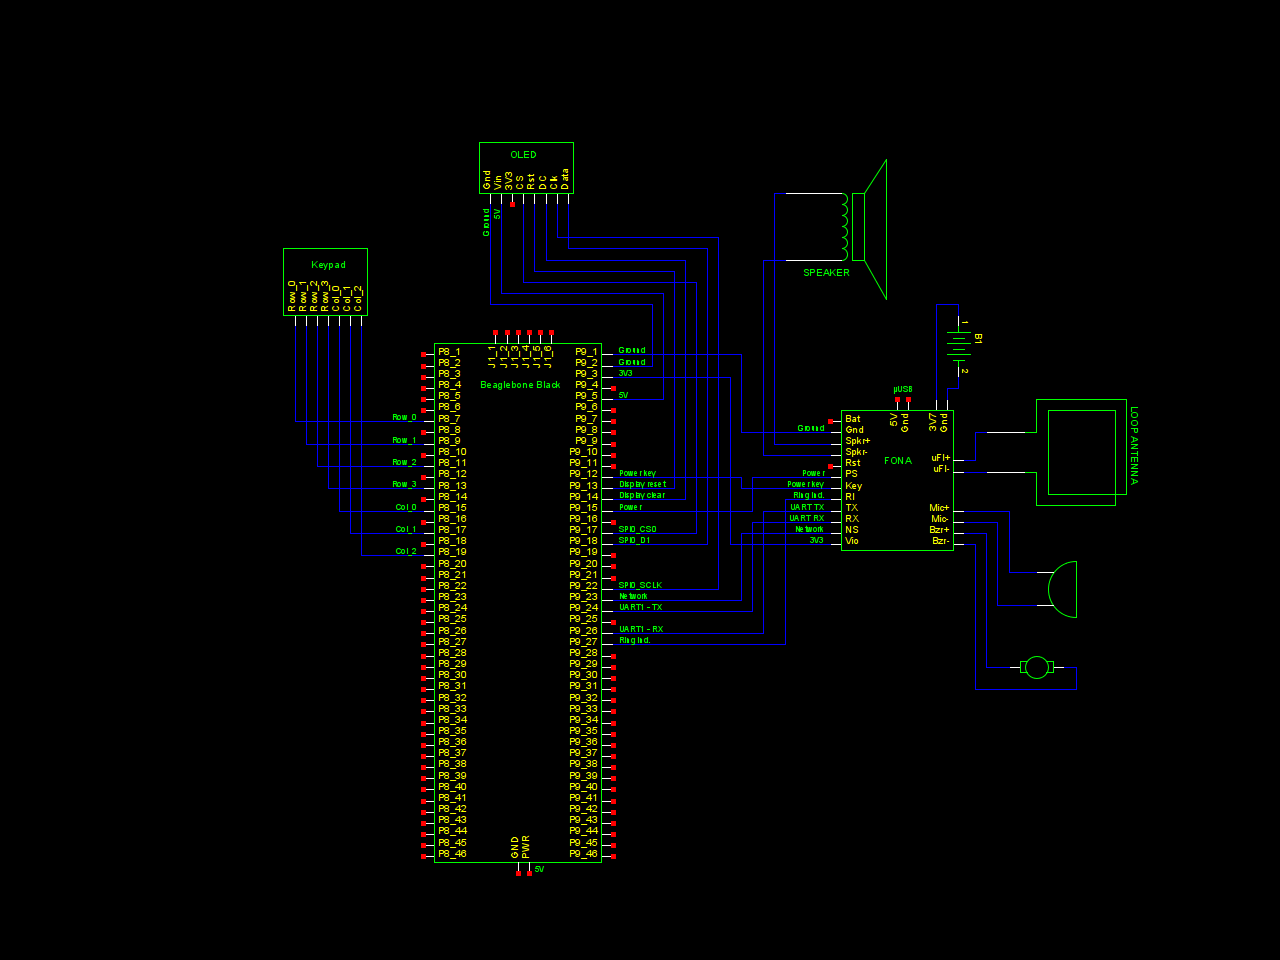 OLED
Gnd
Vin
3V3
CS
Rst
DC
Clk
Data
Ground
5V
Keypad
Row_0
Row_1
Row_2
Row_3
Col_0
Col_1
Col_2
SPEAKER
B1
1
2
µUSB
LOOP ANTENNA
J1_1
J1_2
J1_3
J1_4
J1_5
J1_6
Beaglebone Black
P8_1
P8_2
P8_3
P8_4
P8_5
P8_6
P8_7
P8_8
P8_9
P8_10
P8_11
P8_12
P8_13
P8_14
P8_15
P8_16
P8_17
P8_18
P8_19
P8_20
P8_21
P8_22
P8_23
P8_24
P8_25
P8_26
P8_27
P8_28
P8_29
P8_30
P8_31
P8_32
P8_33
P8_34
P8_35
P8_36
P8_37
P8_38
P8_39
P8_40
P8_41
P8_42
P8_43
P8_44
P8_45
P8_46
Row_0
Row_1
Row_2
Row_3
Col_0
Col_1
Col_2
P9_1
P9_2
P9_3
P9_4
P9_5
P9_6
P9_7
P9_8
P9_9
P9_10
P9_11
P9_12
P9_13
P9_14
P9_15
P9_16
P9_17
P9_18
P9_19
P9_20
P9_21
P9_22
P9_23
P9_24
P9_25
P9_26
P9_27
P9_28
P9_29
P9_30
P9_31
P9_32
P9_33
P9_34
P9_35
P9_36
P9_37
P9_38
P9_39
P9_40
P9_41
P9_42
P9_43
P9_44
P9_45
P9_46
Ground
Ground
3V3
5V
Power key
Display reset
Display clear
Power
SPI0_CS0
SPI0_D1
SPI0_SCLK
Network
UART1 - TX
UART1 - RX
Ring Ind.
GND
PWR
5V
FONA
5V
Gnd
3V7
Gnd
Bat
Gnd
Spkr+
Spkr-
Rst
PS
Key
RI
TX
RX
NS
Vio
Ground
Power
Power key
Ring Ind.
UART TX
UART RX
Network
3V3
uFl+
uFl-
Mic+
Mic-
Bzr+
Bzr-